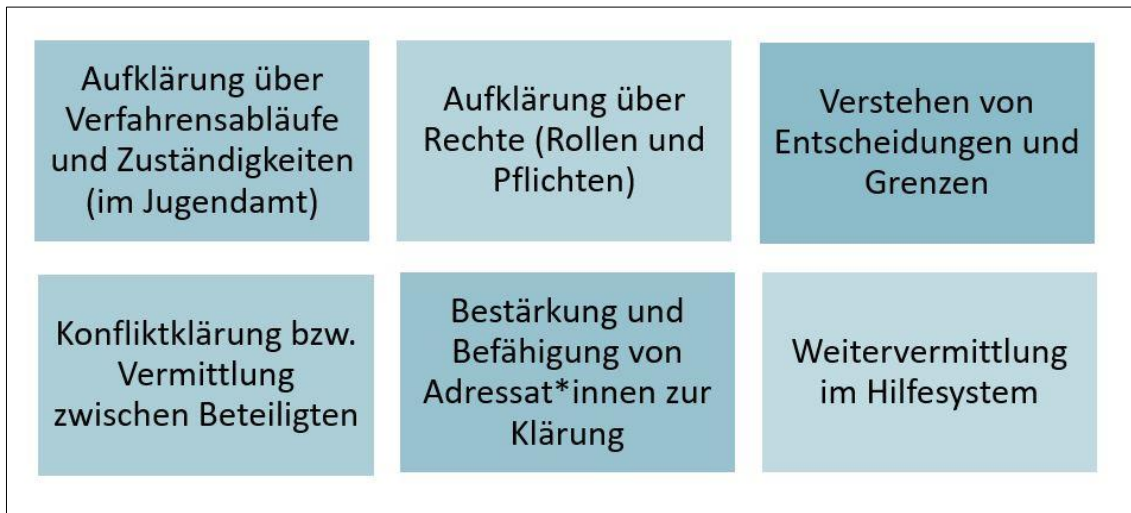 Aufklärung über
Verfahrensabläufe
und Zuständigkeiten
(im Jugendamt)
Aufklärung über
Rechte (Rollen und
Pflichten)
Verstehen von
Entscheidungen und
Grenzen
Konfliktklärung bzw.
Vermittlung
zwischen Beteiligten
Bestärkung und
Befähigung von
Adressat*innen zur
Klärung
Weitervermittlung
im Hilfesystem